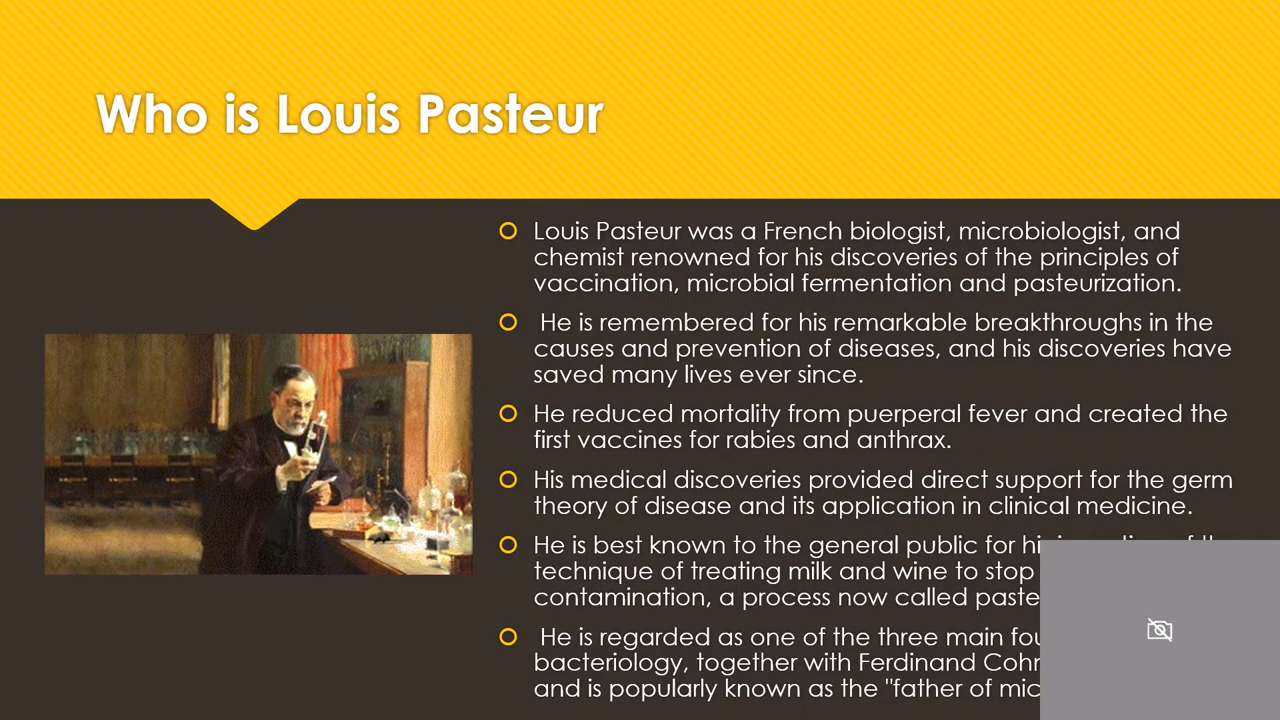 Who is Louis Pasteur
Louis Pasteur was a French biologist, microbiologist, and
chemist renowned for his discoveries of the principles of
vaccination, microbial fermentation and pasteurization.
He is remembered for his remarkable breakthroughs in the
causes and prevention of diseases, and his discoveries have
saved many lives ever since.
He reduced mortality from puerperal fever and created the
first vaccines for rabies and anthrax.
His medical discoveries provided direct support for the germ
theory of disease and its application in clinical medicine.
He is best known to the general public for
technique of treating milk and wine to stop
contamination, a process now called
He is regarded as one of the three main
bacteriology, together with Ferdinand
and is popularly known as the "father of